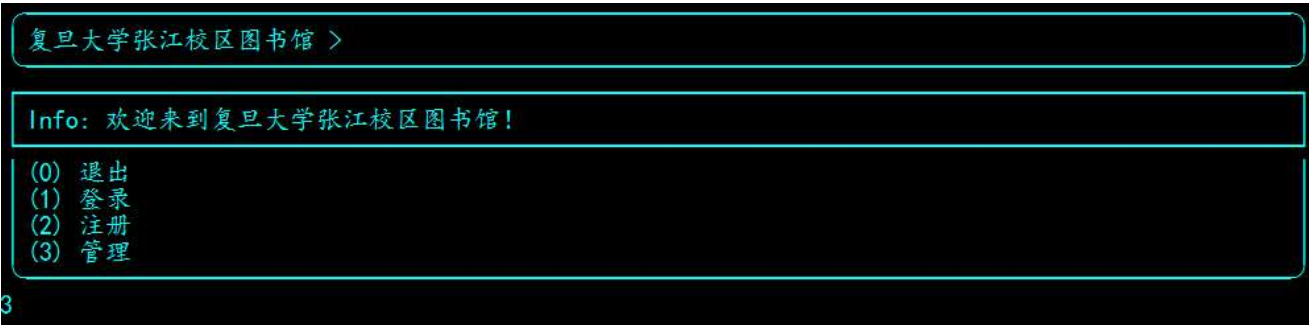 复旦大学张江校区图书馆 >
Info: 欢迎来到复旦大学张江校区图书馆!
(0) 退出
(1) 登录
(2) 注册
(3) 管理
3